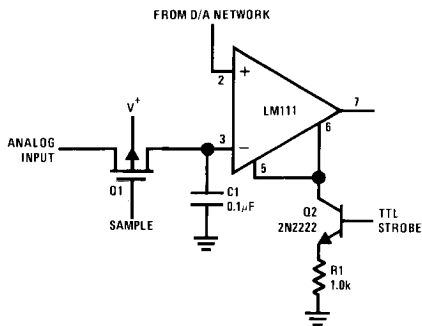 FROM D/A NETWORK
+
2
LM111
7
6
V+
ANALOG
INPUT
3
−
5
Q1
C1
0.1μF
SAMPLE
Q2
2N2222
TTL
STROBE
R1
1.0k